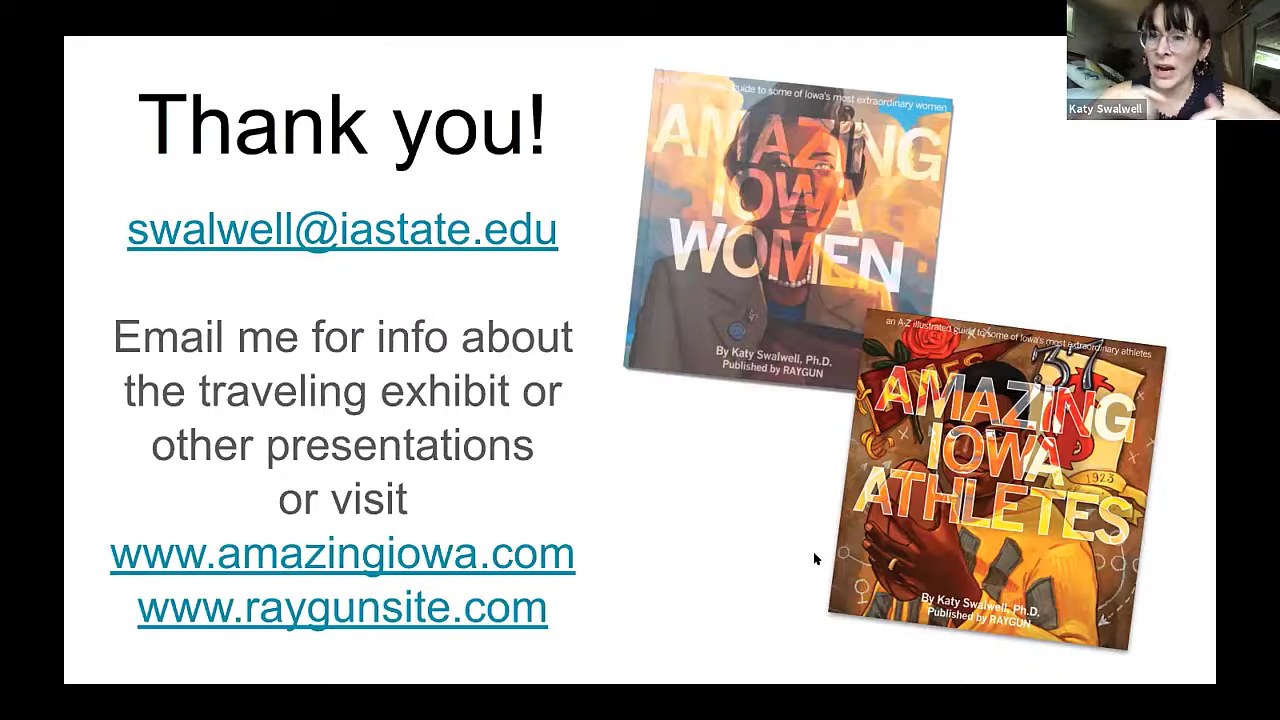 Thank you!
swalwell@iastate.edu
Email me for info about
the traveling exhibit or
other presentations
or visit
www.amazingiowa.com
www.raygunsite.com
guide to some of Iowa's most extraordinary women
AMAZING
IOWA
WOMEN
By Katy Swalwell, Ph.D.
Published by RAYGUN
an A-Z illustrated guide to some of Iowa's most extraordinary athletes
37
AMAZING
IOWA
ATHLETES
1923
By Katy Swalwell, Ph.D.
Published by RAYGUN
Katy Swalwell